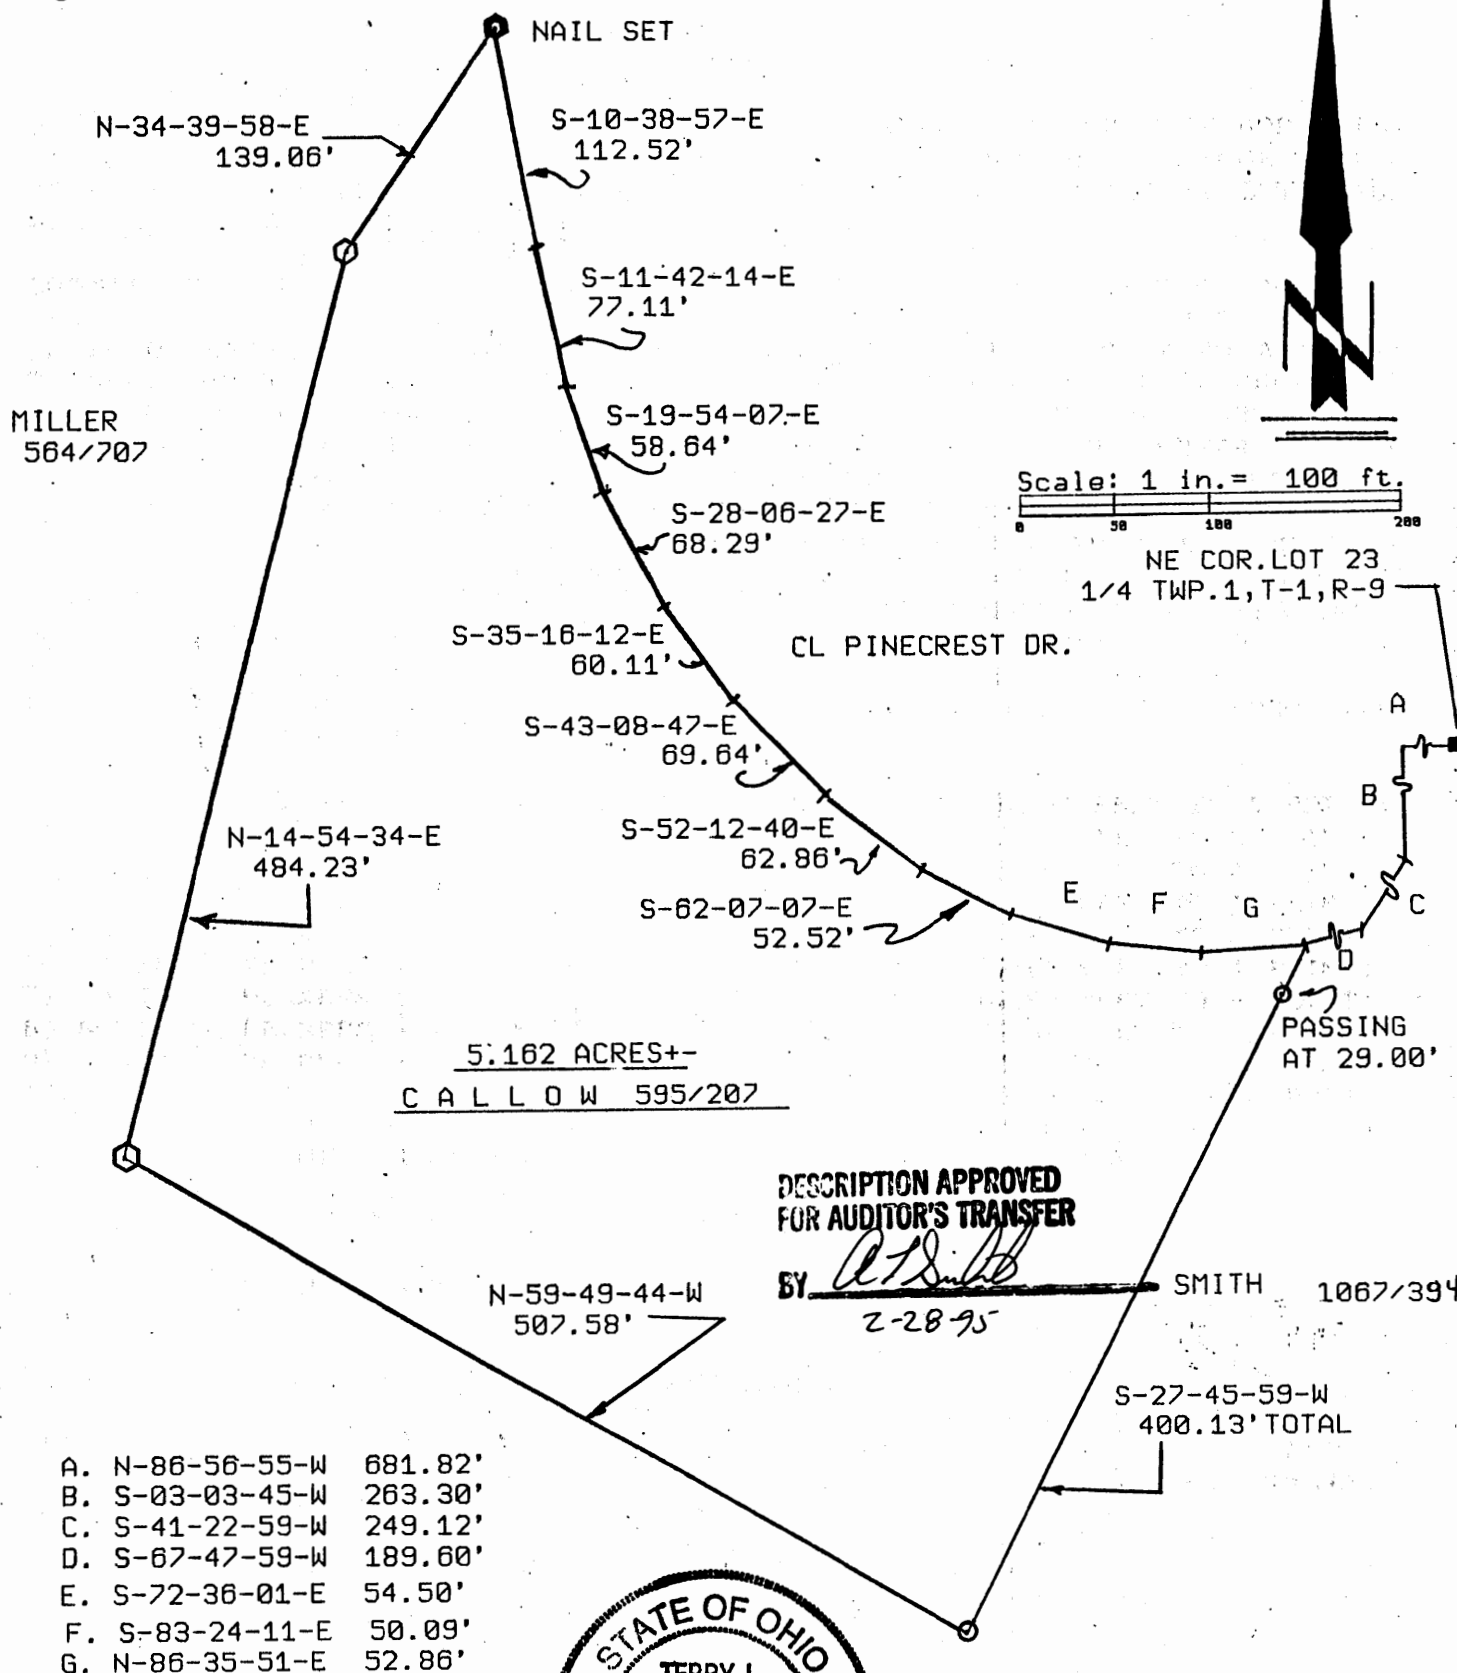 NAIL SET
N-34-39-58-E
139.06'
S-10-38-57-E
112.52'
S-11-42-14-E
77.11'
MILLER
564/707
S-19-54-07-E
58.64'
Scale: 1 in.= 100 ft.
0 50 100 200
S-28-06-27-E
68.29'
NE COR.LOT 23
1/4 TWP.1,T-1,R-9
S-35-16-12-E
60.11'
CL PINECREST DR.
A
S-43-08-47-E
69.64'
B
N-14-54-34-E
484.23'
S-52-12-40-E
62.86'
S-62-07-07-E
52.52'
E F G
C
D
PASSING
AT 29.00'
5.162 ACRES+-
C A L L O W 595/207
DESCRIPTION APPROVED
FOR AUDITOR'S TRANSFER
BY
2-28-95
SMITH 1067/394
N-59-49-44-W
507.58'
S-27-45-59-W
400.13'TOTAL
A. N-86-56-55-W 681.82'
B. S-03-03-45-W 263.30'
C. S-41-22-59-W 249.12'
D. S-67-47-59-W 189.60'
E. S-72-36-01-E 54.50'
F. S-83-24-11-E 50.09'
G. N-86-35-51-E 52.86'
STATE OF OHIO
TERRY J.
N